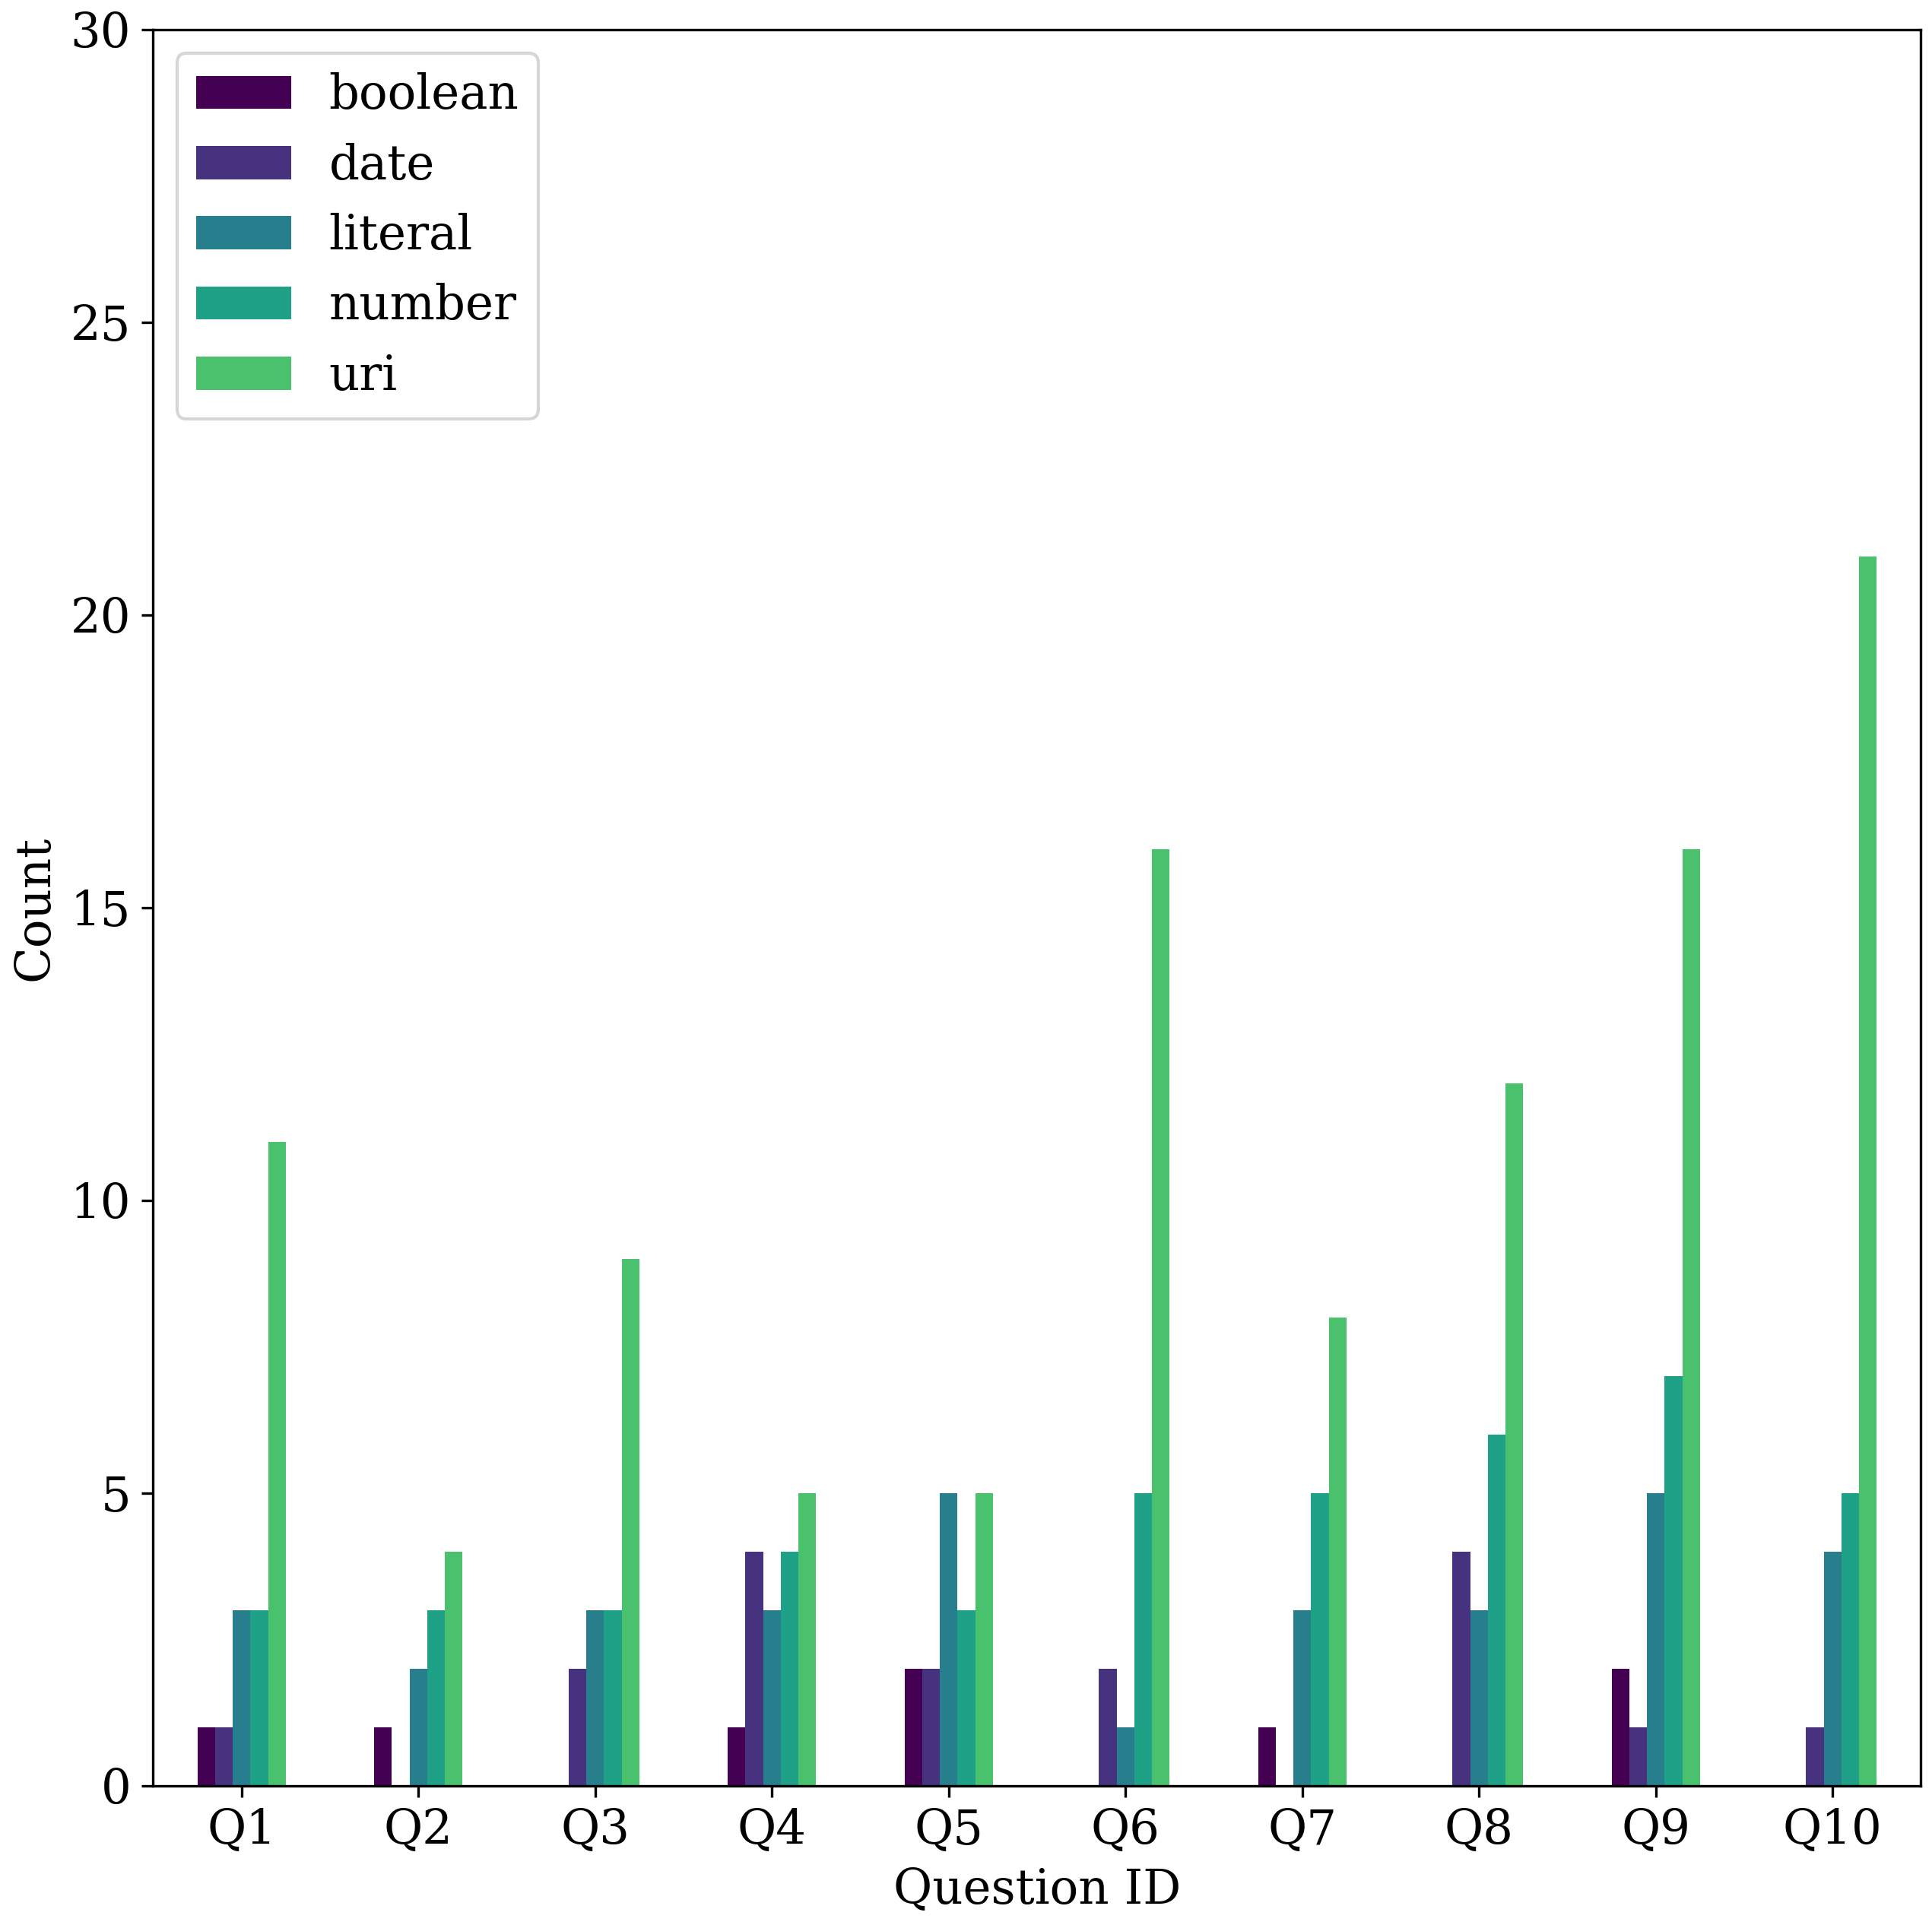 30
25
20
15
10
5
0
Count
boolean
date
literal
number
uri
Q1 Q2 Q3 Q4 Q5 Q6 Q7 Q8 Q9 Q10
Question ID